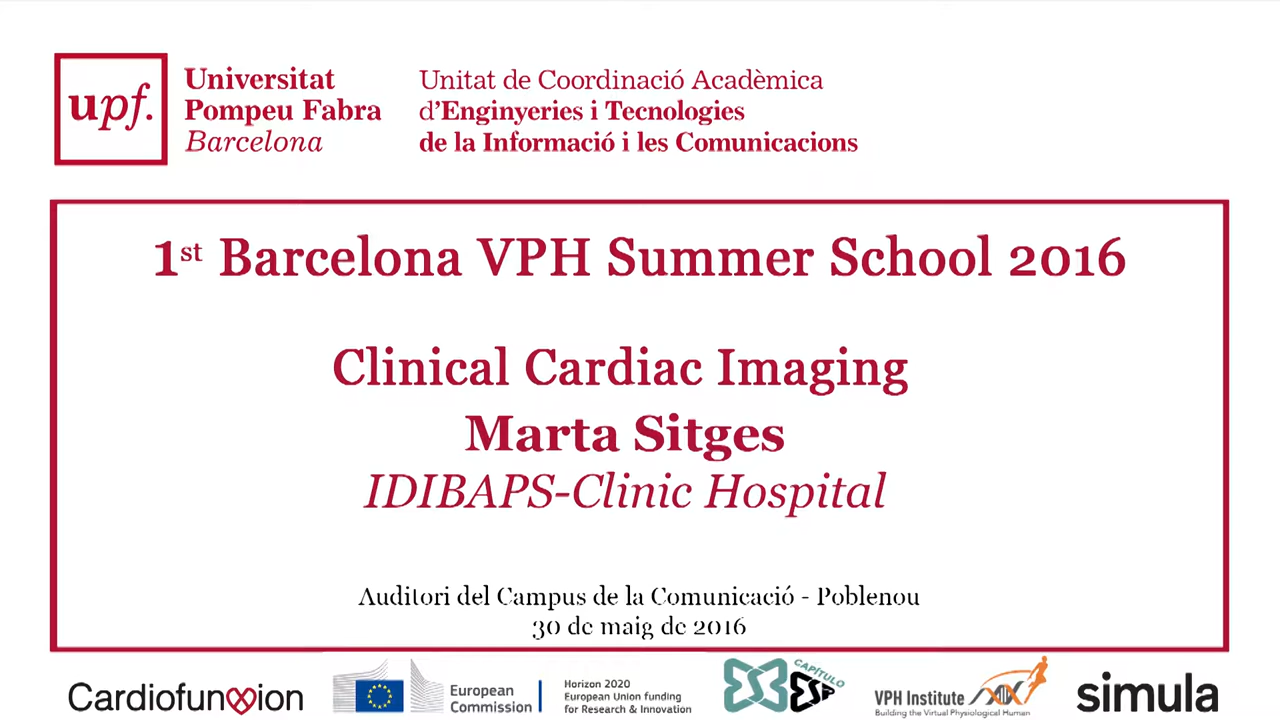 upf.
Universitat
Pompeu Fabra
Barcelona
Unitat de Coordinació Acadèmica
d'Enginyeries i Tecnologies
de la Informació i les Comunicacions
1st Barcelona VPH Summer School 2016
Clinical Cardiac Imaging
Marta Sitges
IDIBAPS-Clinic Hospital
Auditori del Campus de la Comunicació - Poblenou
30 de maig de 2016
Cardiofunxion
European
Commission
Horizon 2020
European Union funding
for Research & Innovation
CAPÍTULO
ESP
VPH Institute
Building the Virtual Physiological Human
simula